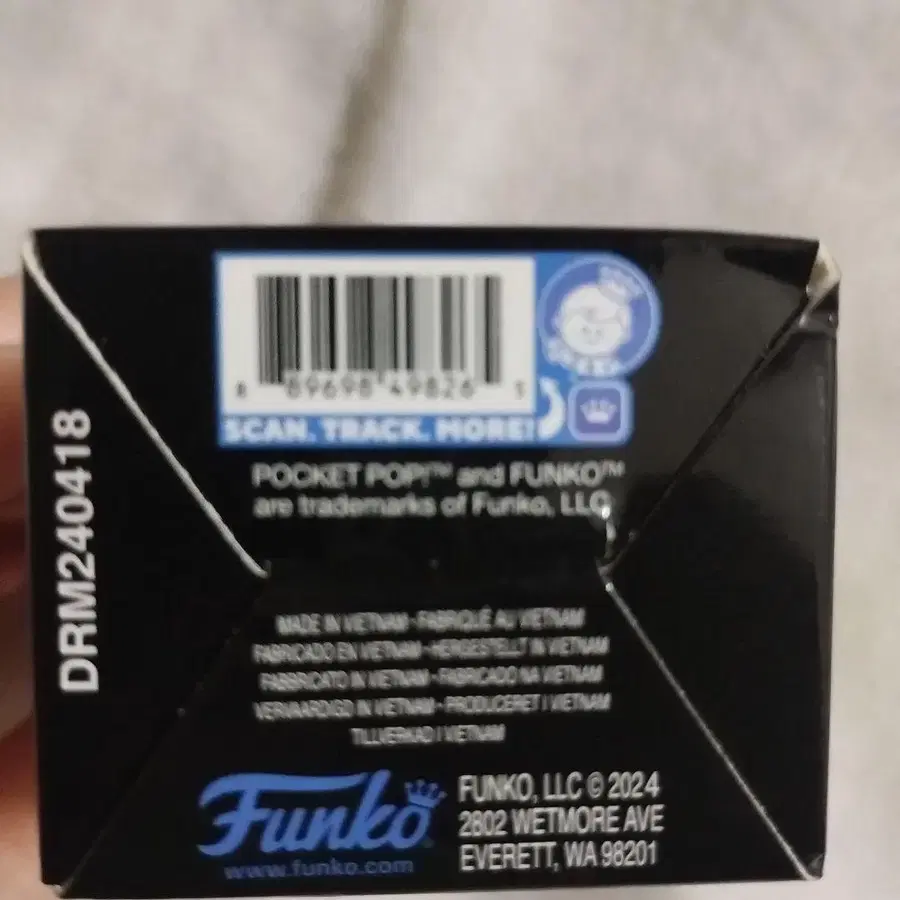 8 89698 49826 5
SCAN. TRACK. MORE!
POCKET POP!™ and FUNKO™
are trademarks of Funko, LLC
DRM240418
MADE IN VIETNAM • FABRIQUÉ AU VIETNAM
FABRICADO EN VIETNAM • HERGESTELLT IN VIETNAM
FABBRICATO IN VIETNAM • FABRICADO NA VIETNAM
VERVAARDIGD IN VIETNAM • PRODUCERET I VIETNAM
TILLVERKAD I VIETNAM
Funko
www.funko.com
FUNKO, LLC © 2024
2802 WETMORE AVE
EVERETT, WA 98201